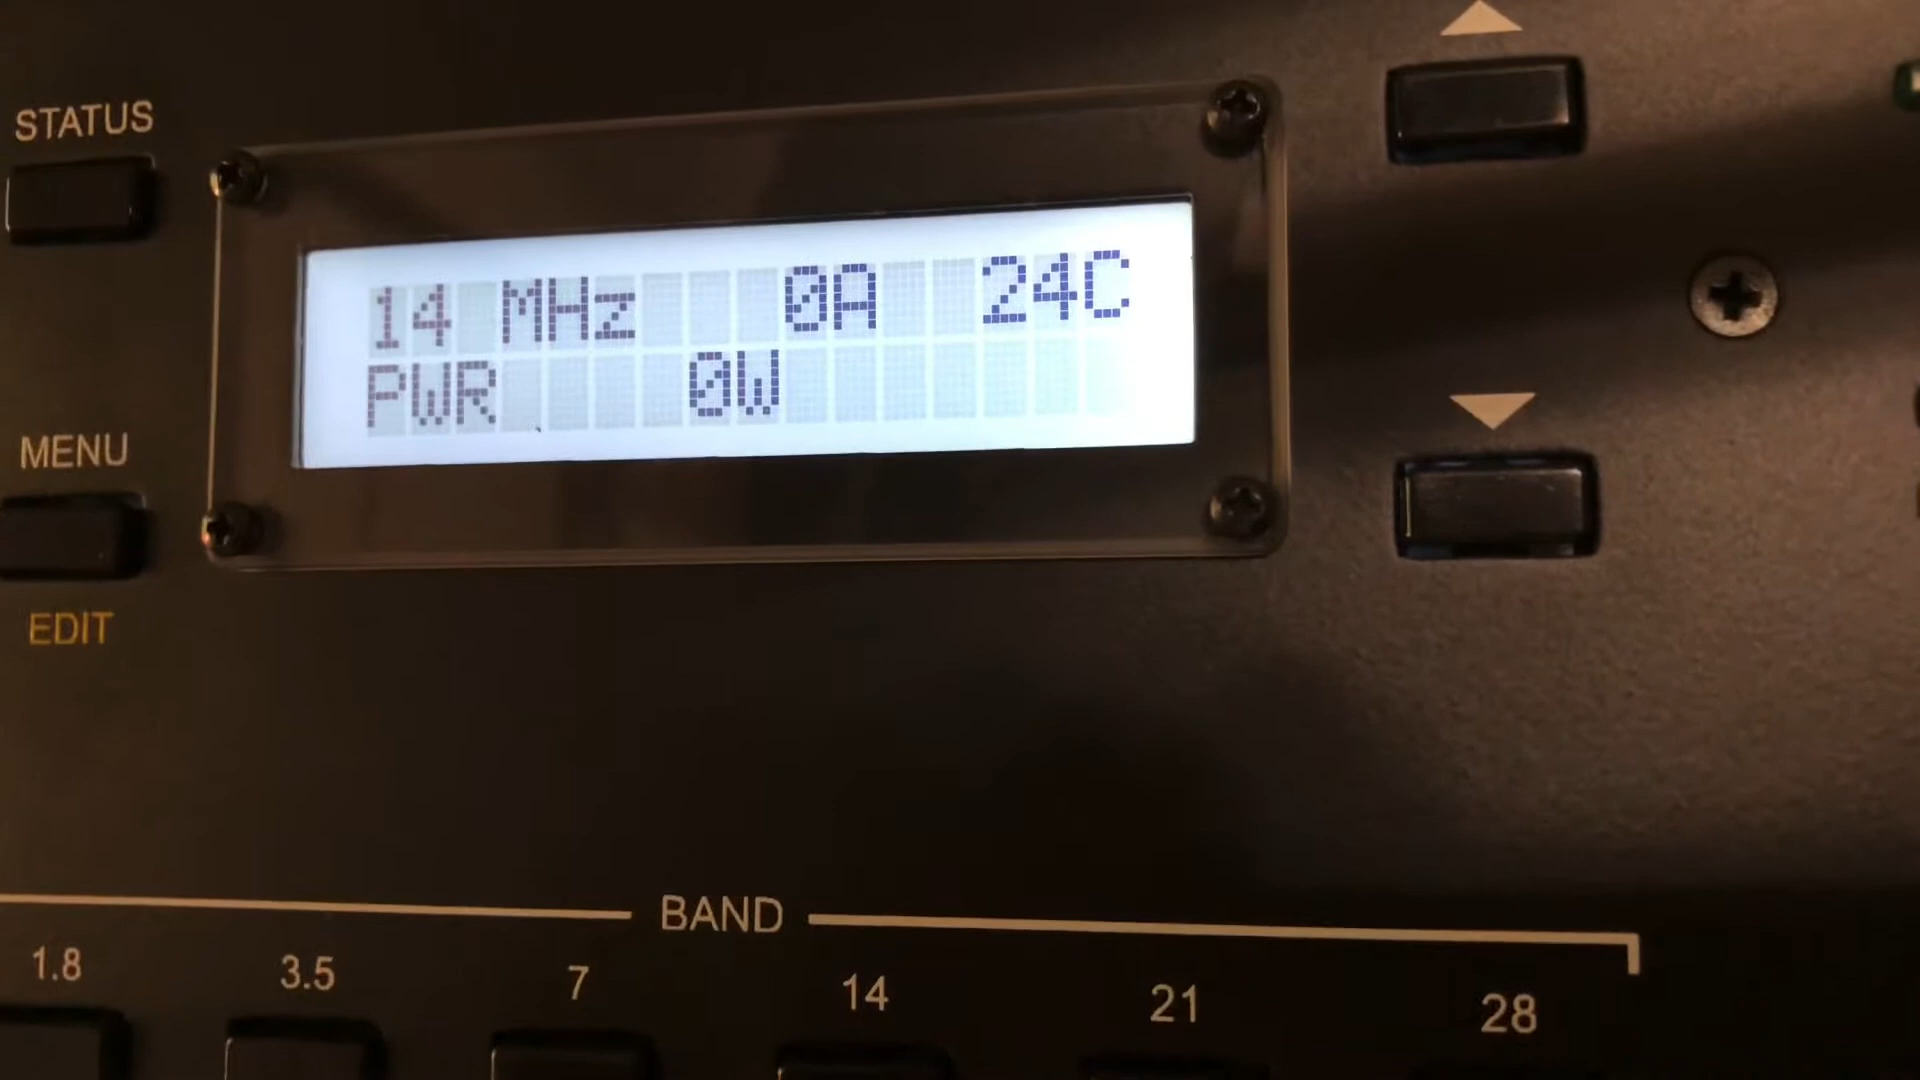 STATUS
14 MHz 0A 24C
PWR 0W
MENU
EDIT
BAND
1.8 3.5 7 14 21 28